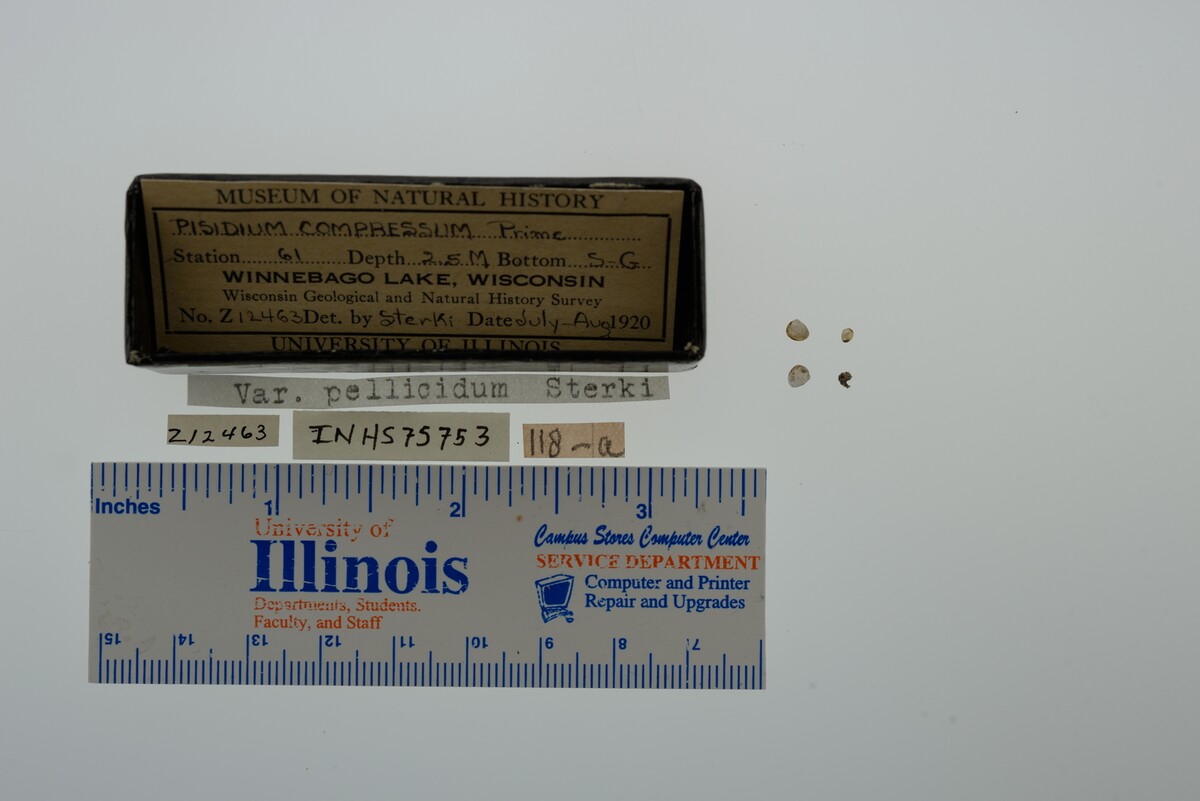 MUSEUM OF NATURAL HISTORY
PISIDIUM COMPRESSUM Prime
Station 61 Depth 2.5 M Bottom S-G
WINNEBAGO LAKE, WISCONSIN
Wisconsin Geological and Natural History Survey
No. Z12463 Det. by Sterki Date July-Aug 1920
UNIVERSITY OF ILLINOIS
Var. pellicidum Sterki
Z12463 INHS75753 118-a
Inches 1 2 3
University of
Illinois
Departments, Students,
Faculty, and Staff
Campus Stores Computer Center
SERVICE DEPARTMENT
Computer and Printer
Repair and Upgrades
15 14 13 12 11 10 9 8 7